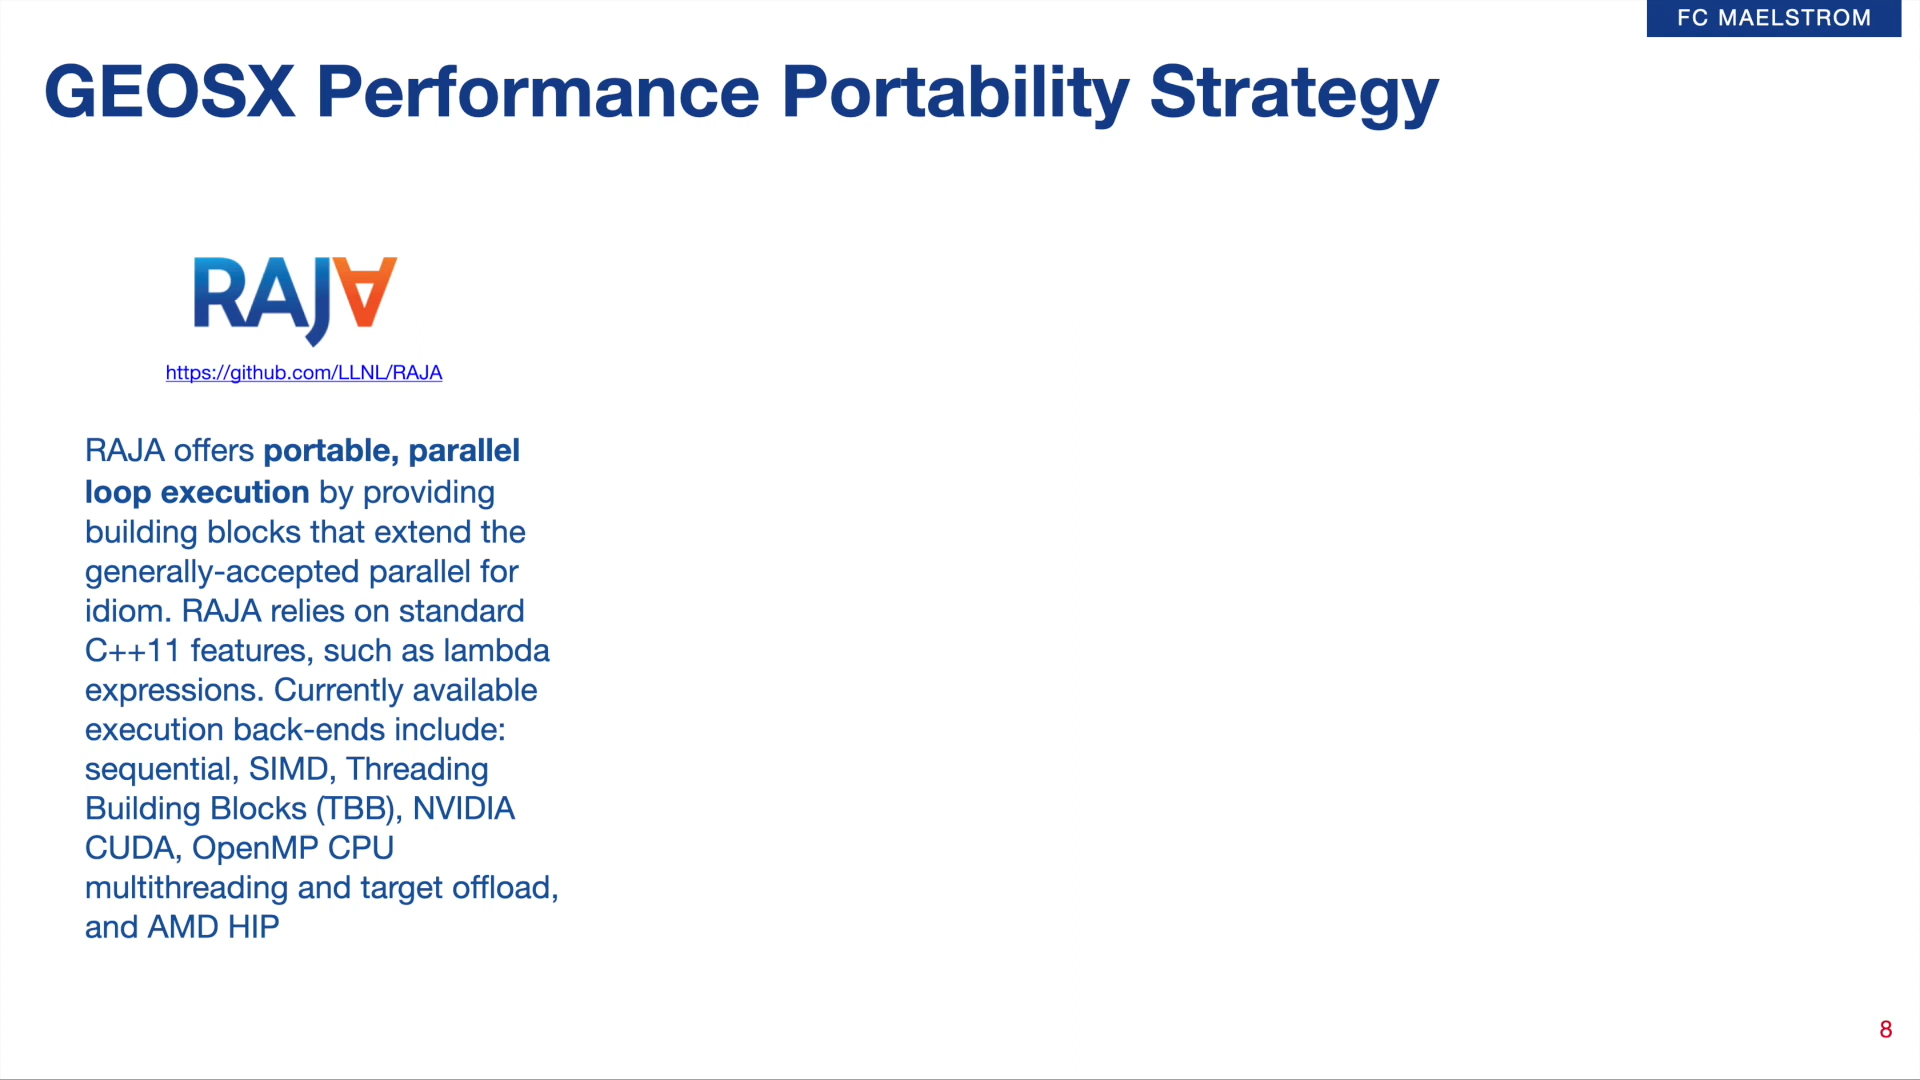 FC MAELSTROM
GEOSX Performance Portability Strategy
RAJA
https://github.com/LLNL/RAJA
RAJA offers portable, parallel
loop execution by providing
building blocks that extend the
generally-accepted parallel for
idiom. RAJA relies on standard
C++11 features, such as lambda
expressions. Currently available
execution back-ends include:
sequential, SIMD, Threading
Building Blocks (TBB), NVIDIA
CUDA, OpenMP CPU
multithreading and target offload,
and AMD HIP
8